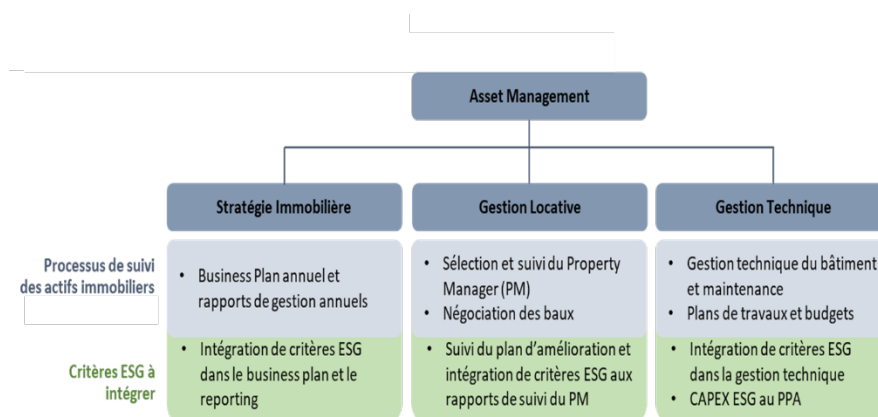 Asset Management
Stratégie Immobilière
Gestion Locative
Gestion Technique
Processus de suivi
des actifs immobiliers
• Business Plan annuel et
rapports de gestion annuels
• Sélection et suivi du Property
Manager (PM)
• Négociation des baux
• Gestion technique du bâtiment
et maintenance
• Plans de travaux et budgets
Critères ESG à
intégrer
• Intégration de critères ESG
dans le business plan et le
reporting
• Suivi du plan d'amélioration et
intégration de critères ESG aux
rapports de suivi du PM
• Intégration de critères ESG
dans la gestion technique
• CAPEX ESG au PPA